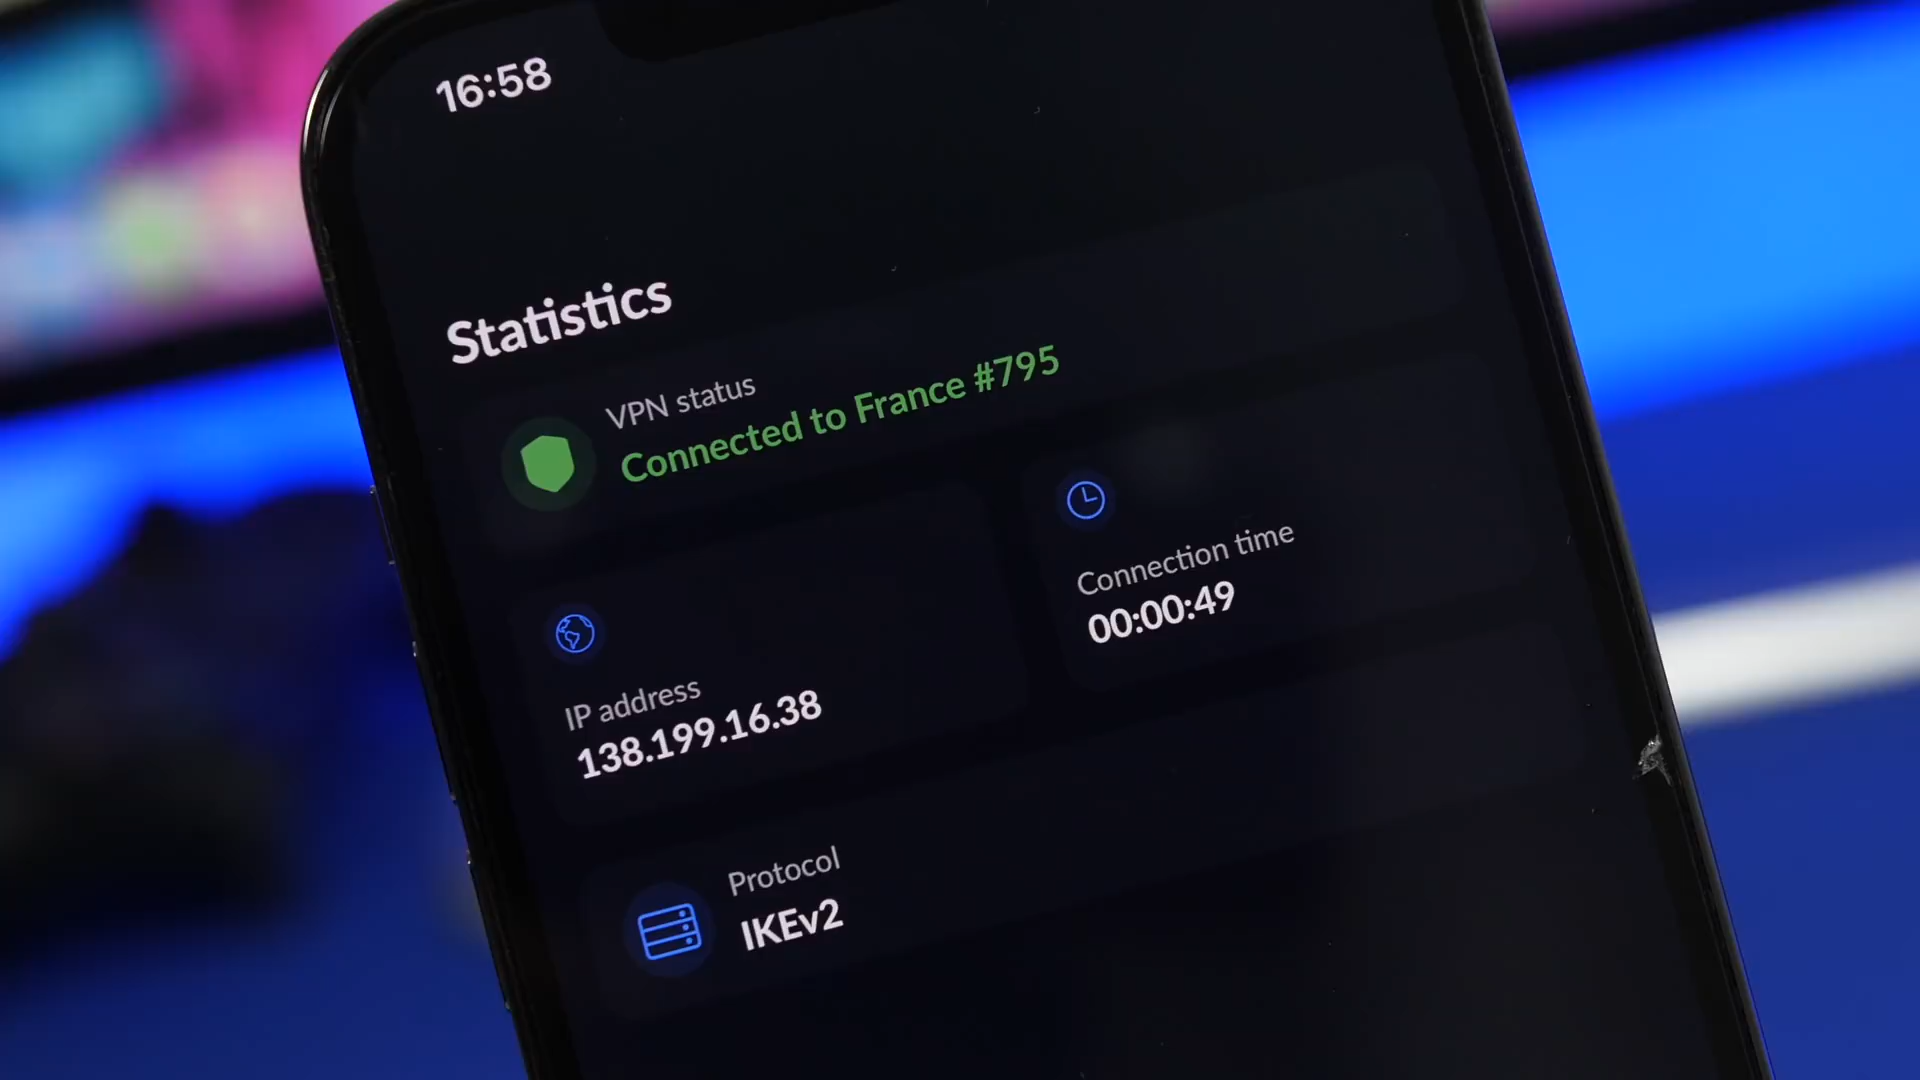 16:58
Statistics
VPN status
Connected to France #795
Connection time
00:00:49
IP address
138.199.16.38
Protocol
IKEv2